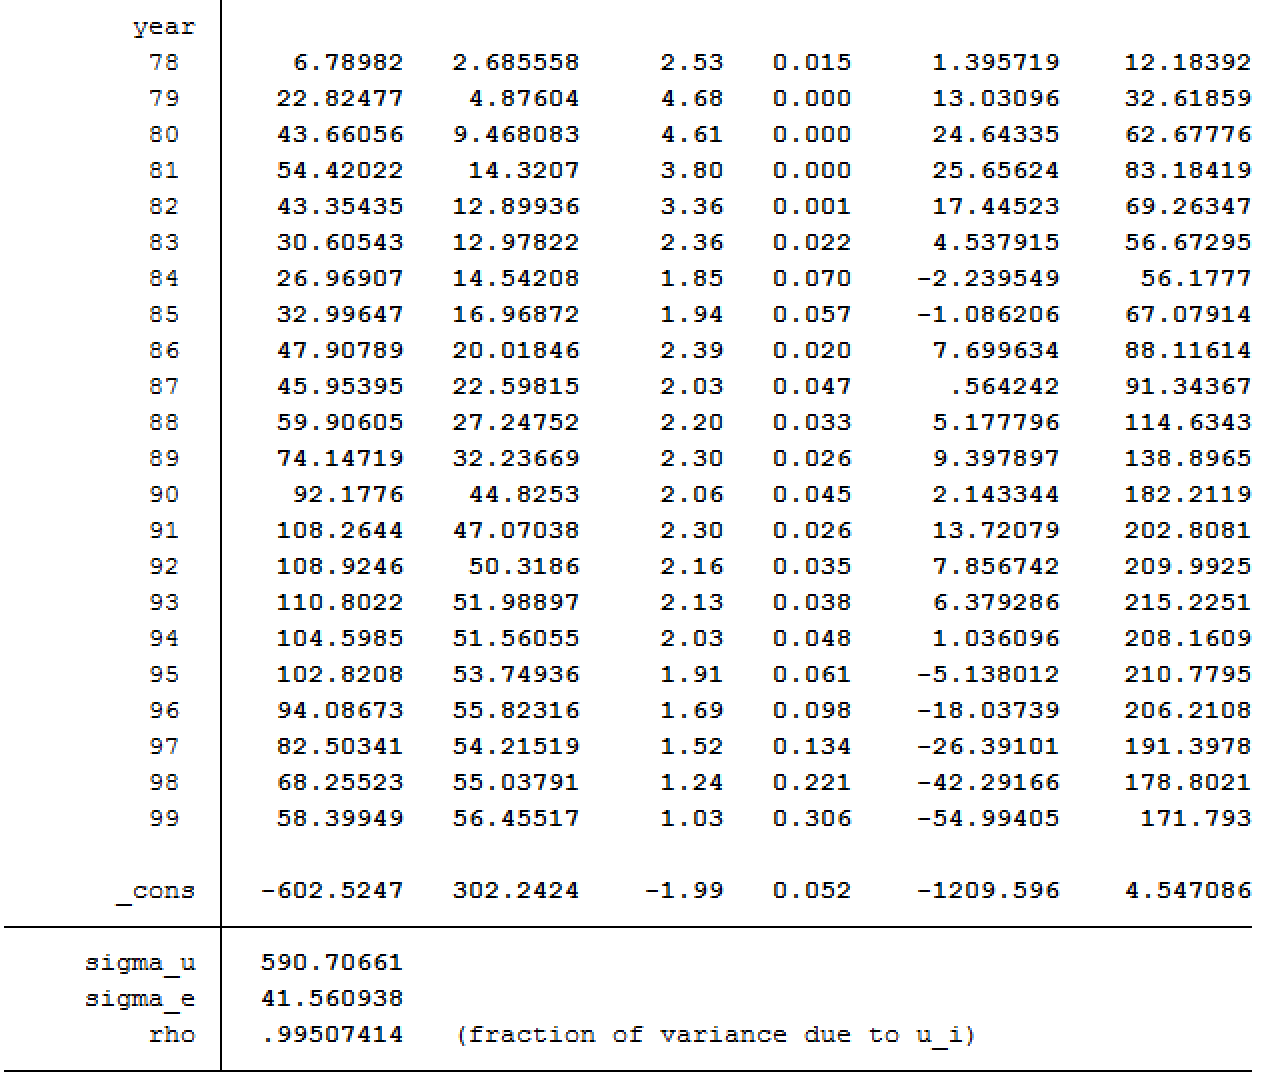 year
78 6.78982 2.685558 2.53 0.015 1.395719 12.18392
79 22.82477 4.87604 4.68 0.000 13.03096 32.61859
80 43.66056 9.468083 4.61 0.000 24.64335 62.67776
81 54.42022 14.3207 3.80 0.000 25.65624 83.18419
82 43.35435 12.89936 3.36 0.001 17.44523 69.26347
83 30.60543 12.97822 2.36 0.022 4.537915 56.67295
84 26.96907 14.54208 1.85 0.070 -2.239549 56.1777
85 32.99647 16.96872 1.94 0.057 -1.086206 67.07914
86 47.90789 20.01846 2.39 0.020 7.699634 88.11614
87 45.95395 22.59815 2.03 0.047 .564242 91.34367
88 59.90605 27.24752 2.20 0.033 5.177796 114.6343
89 74.14719 32.23669 2.30 0.026 9.397897 138.8965
90 92.1776 44.8253 2.06 0.045 2.143344 182.2119
91 108.2644 47.07038 2.30 0.026 13.72079 202.8081
92 108.9246 50.3186 2.16 0.035 7.856742 209.9925
93 110.8022 51.98897 2.13 0.038 6.379286 215.2251
94 104.5985 51.56055 2.03 0.048 1.036096 208.1609
95 102.8208 53.74936 1.91 0.061 -5.138012 210.7795
96 94.08673 55.82316 1.69 0.098 -18.03739 206.2108
97 82.50341 54.21519 1.52 0.134 -26.39101 191.3978
98 68.25523 55.03791 1.24 0.221 -42.29166 178.8021
99 58.39949 56.45517 1.03 0.306 -54.99405 171.793
_cons -602.5247 302.2424 -1.99 0.052 -1209.596 4.547086
sigma_u 590.70661
sigma_e 41.560938
rho .99507414 (fraction of variance due to u_i)